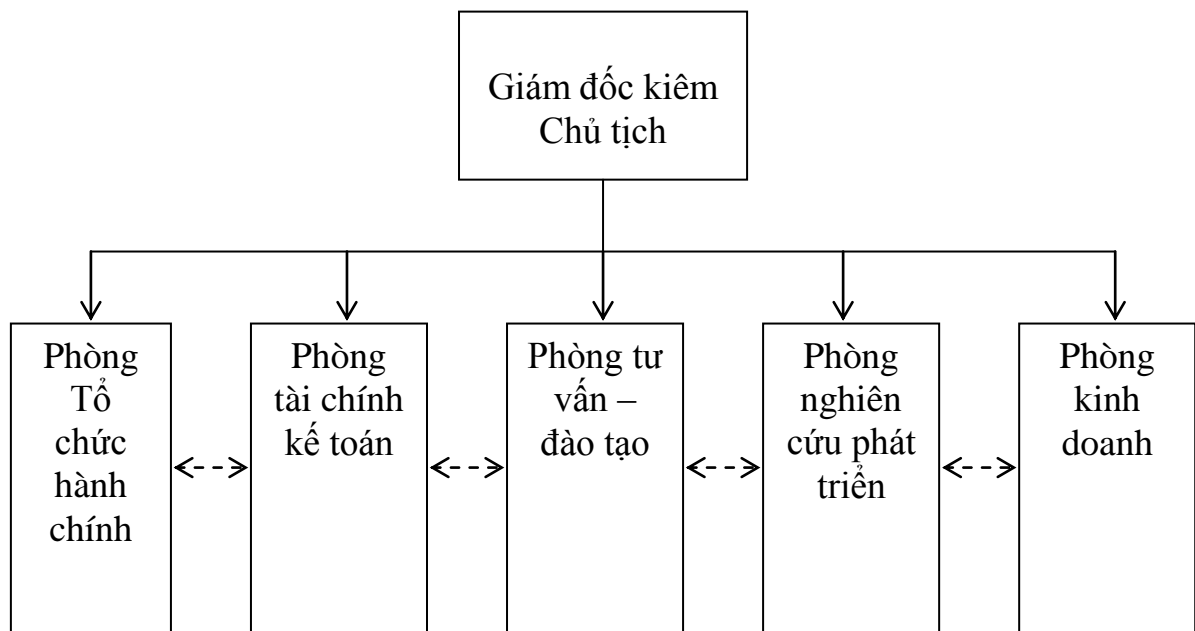 Giám đốc kiêm
Chủ tịch
Phòng
Tổ
chức
hành
chính
Phòng
tài chính
kế toán
Phòng tư
vấn –
đào tạo
Phòng
nghiên
cứu phát
triển
Phòng
kinh
doanh